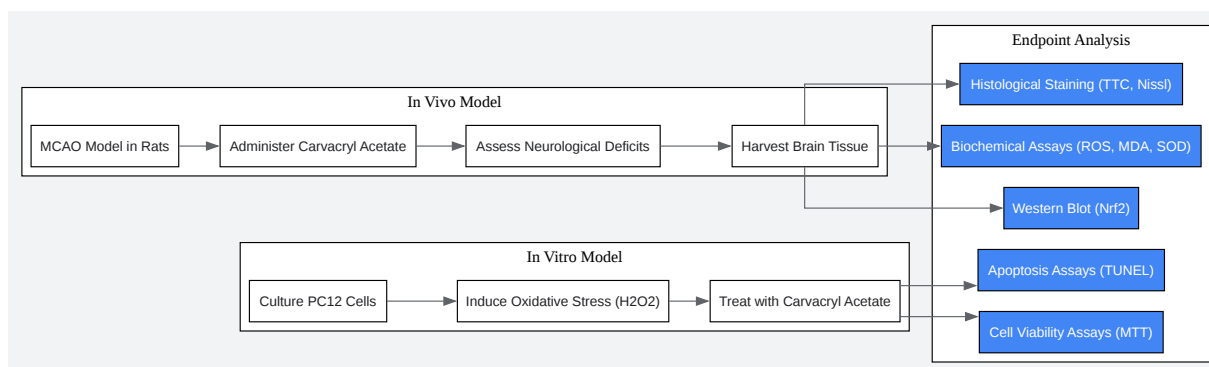 Endpoint Analysis
Histological Staining (TTC, Nissl)
In Vivo Model
MCAO Model in Rats
Administer Carvacryl Acetate
Assess Neurological Deficits
Harvest Brain Tissue
Biochemical Assays (ROS, MDA, SOD)
Western Blot (Nrf2)
In Vitro Model
Culture PC12 Cells
Induce Oxidative Stress (H2O2)
Treat with Carvacryl Acetate
Apoptosis Assays (TUNEL)
Cell Viability Assays (MTT)